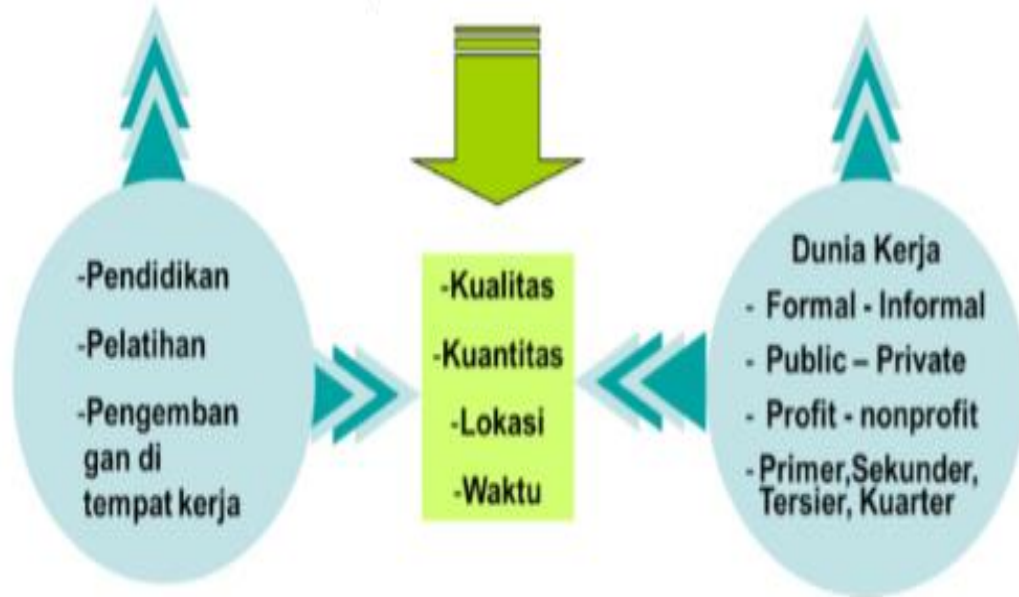 -Pendidikan
-Pelatihan
-Pengemban
gan di
tempat kerja
-Kualitas
-Kuantitas
-Lokasi
-Waktu
Dunia Kerja
- Formal - Informal
- Public – Private
- Profit - nonprofit
- Primer,Sekunder,
Tersier, Kuarter